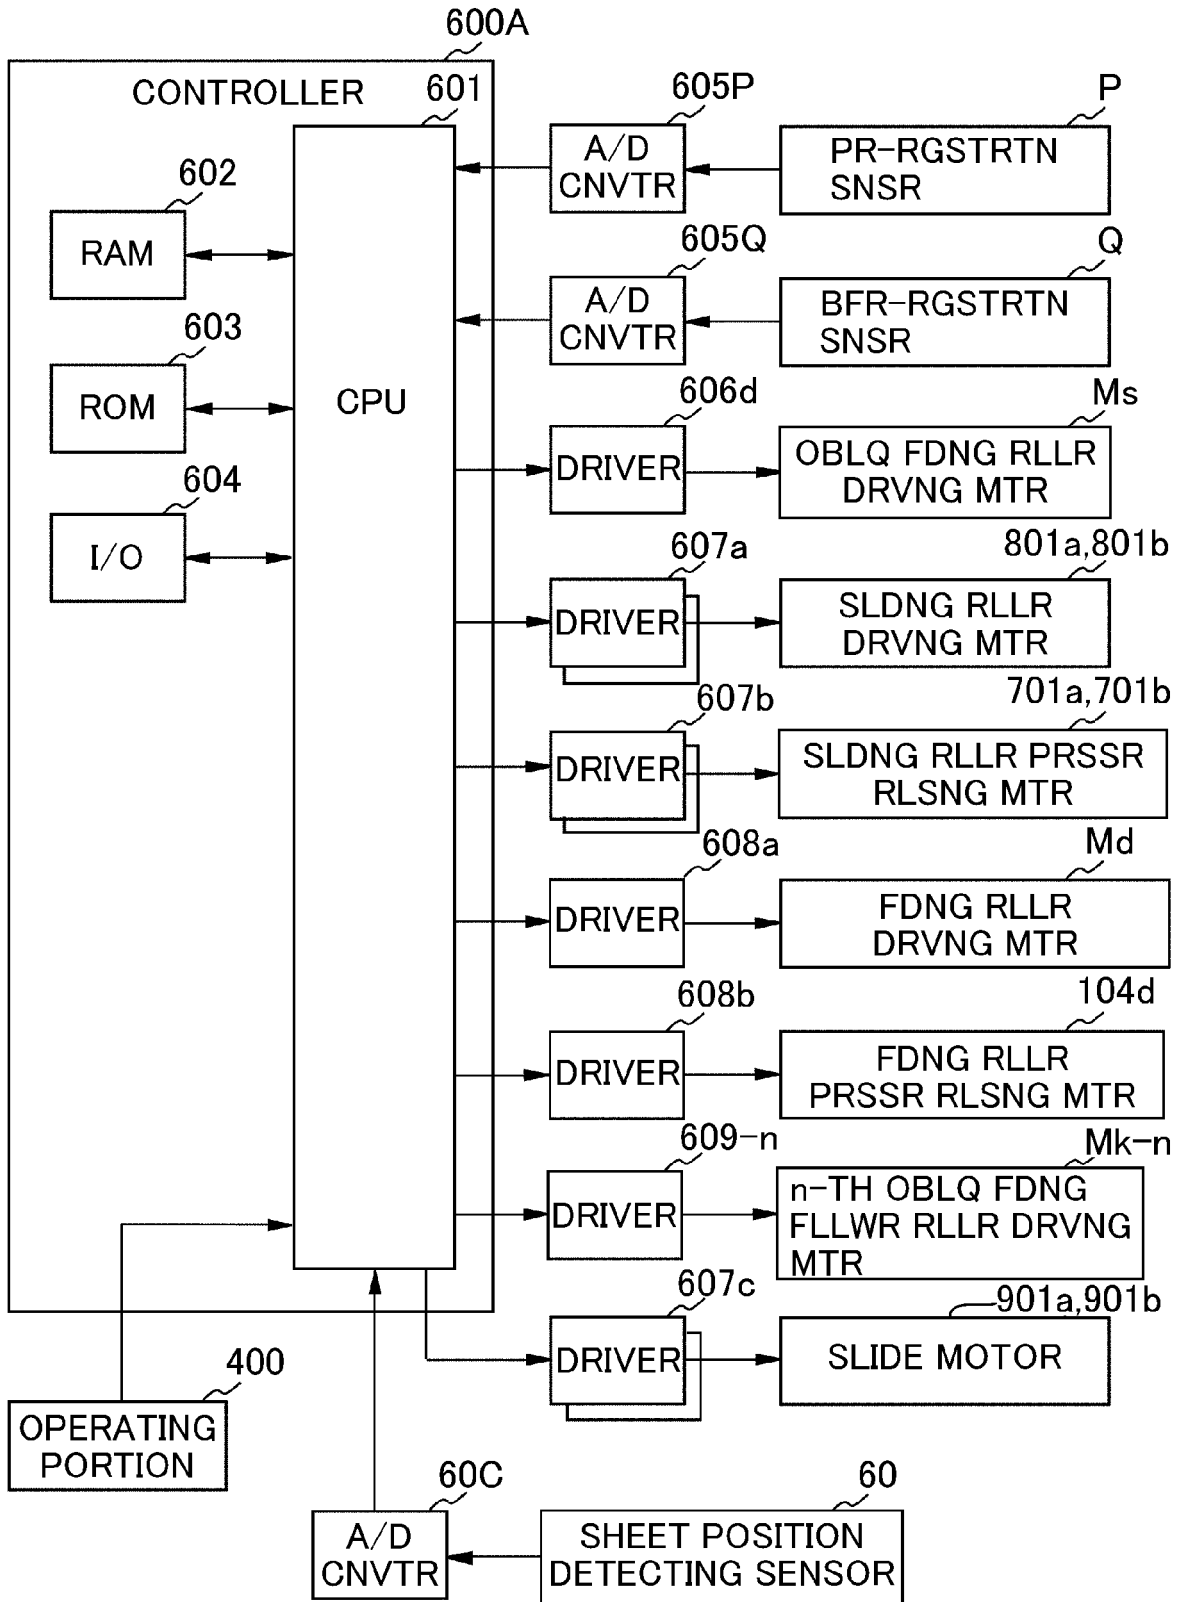 600A
CONTROLLER
601
CPU
602
RAM
603
ROM
604
I/O
605P
A/D
CNVTR
P
PR-RGSTRTN
SNSR
605Q
A/D
CNVTR
Q
BFR-RGSTRTN
SNSR
606d
DRIVER
Ms
OBLQ FDNG RLLR
DRVNG MTR
607a
DRIVER
801a,801b
SLDNG RLLR
DRVNG MTR
607b
DRIVER
701a,701b
SLDNG RLLR PRSSR
RLSNG MTR
608a
DRIVER
Md
FDNG RLLR
DRVNG MTR
608b
DRIVER
104d
FDNG RLLR
PRSSR RLSNG MTR
609-n
DRIVER
Mk-n
n-TH OBLQ FDNG
FLLWR RLLR DRVNG
MTR
607c
DRIVER
901a,901b
SLIDE MOTOR
400
OPERATING
PORTION
60C
A/D
CNVTR
60
SHEET POSITION
DETECTING SENSOR